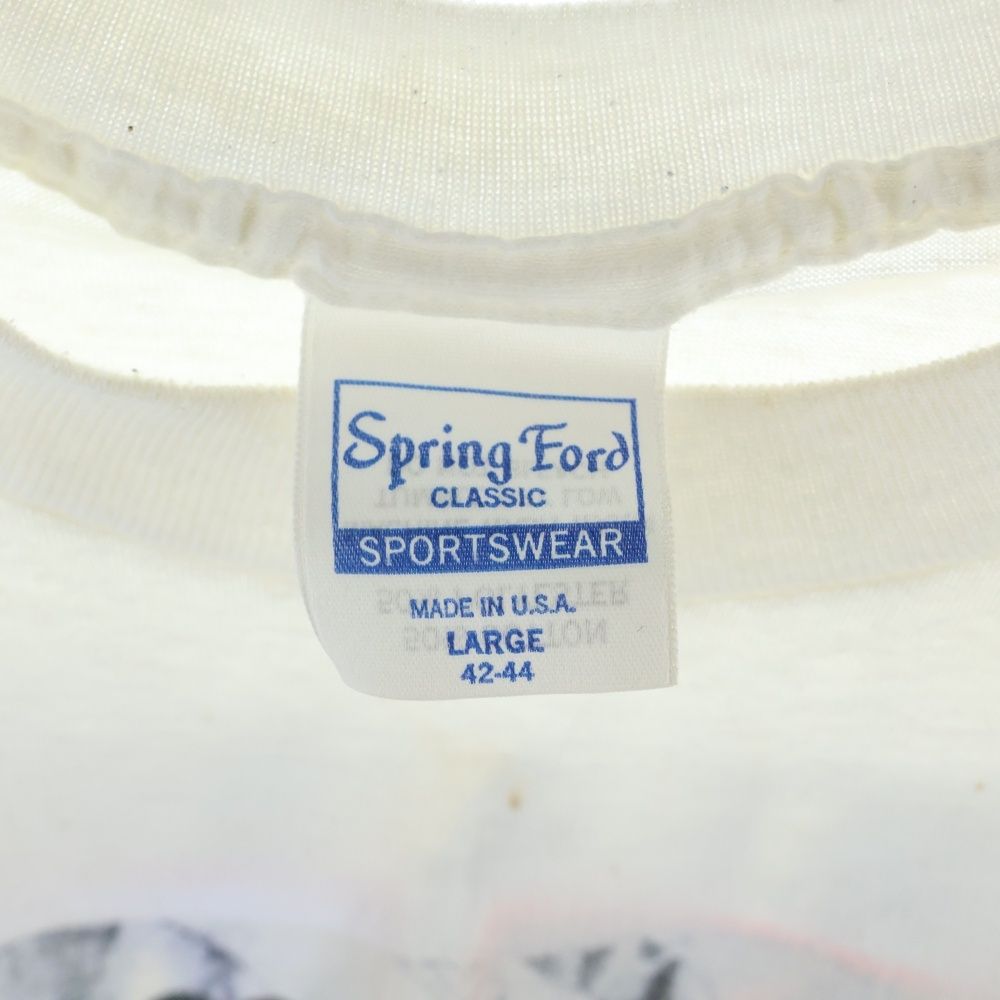 Spring Ford
CLASSIC
SPORTSWEAR
MADE IN U.S.A.
LARGE
42-44